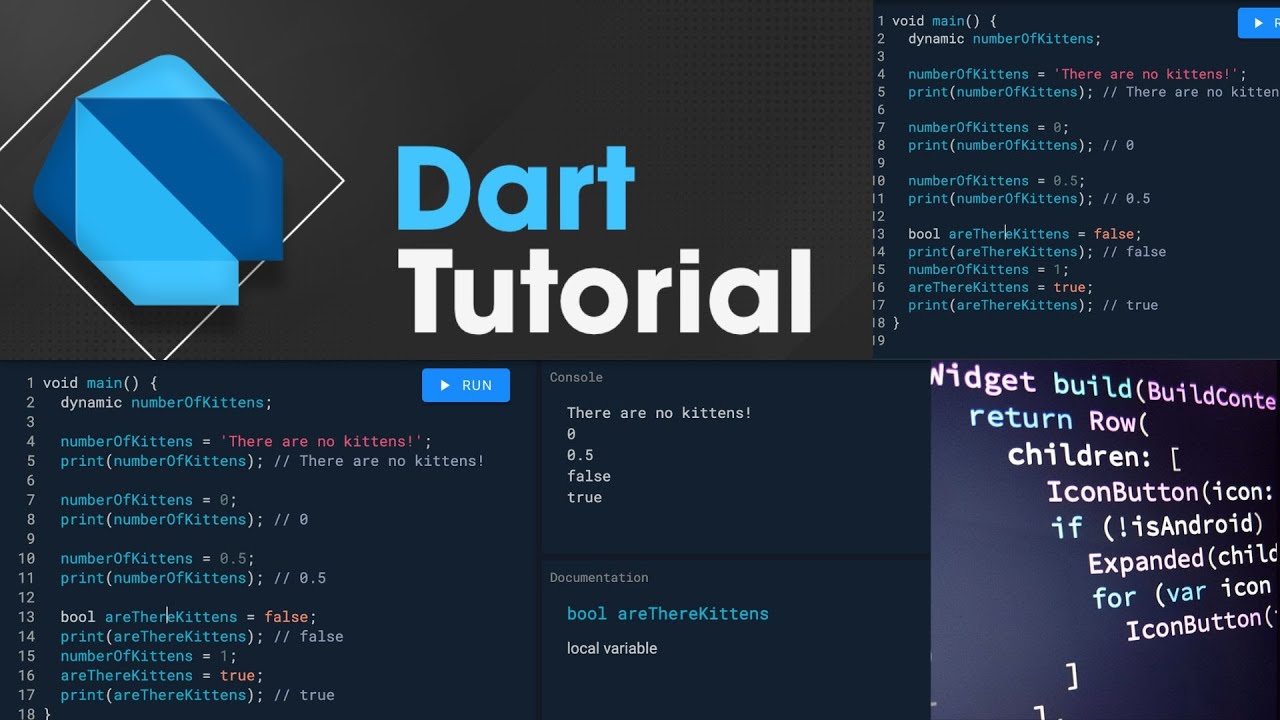 Dart
Tutorial
1 void main() {
2 dynamic numberOfKittens;
3
4 numberOfKittens = 'There are no kittens!';
5 print(numberOfKittens); // There are no kitten
6
7 numberOfKittens = 0;
8 print(numberOfKittens); // 0
9
10 numberOfKittens = 0.5;
11 print(numberOfKittens); // 0.5
12
13 bool areThereKittens = false;
14 print(areThereKittens); // false
15 numberOfKittens = 1;
16 areThereKittens = true;
17 print(areThereKittens); // true
18 }
19
1 void main() {
2 dynamic numberOfKittens;
3
4 numberOfKittens = 'There are no kittens!';
5 print(numberOfKittens); // There are no kittens!
6
7 numberOfKittens = 0;
8 print(numberOfKittens); // 0
9
10 numberOfKittens = 0.5;
11 print(numberOfKittens); // 0.5
12
13 bool areThereKittens = false;
14 print(areThereKittens); // false
15 numberOfKittens = 1;
16 areThereKittens = true;
17 print(areThereKittens); // true
18 }
RUN
Console
There are no kittens!
0
0.5
false
true
Documentation
bool areThereKittens
local variable
Widget build(BuildConte
return Row(
children: [
IconButton(icon:
if (!isAndroid)
Expanded(child
for (var icon
IconButton(
]
],